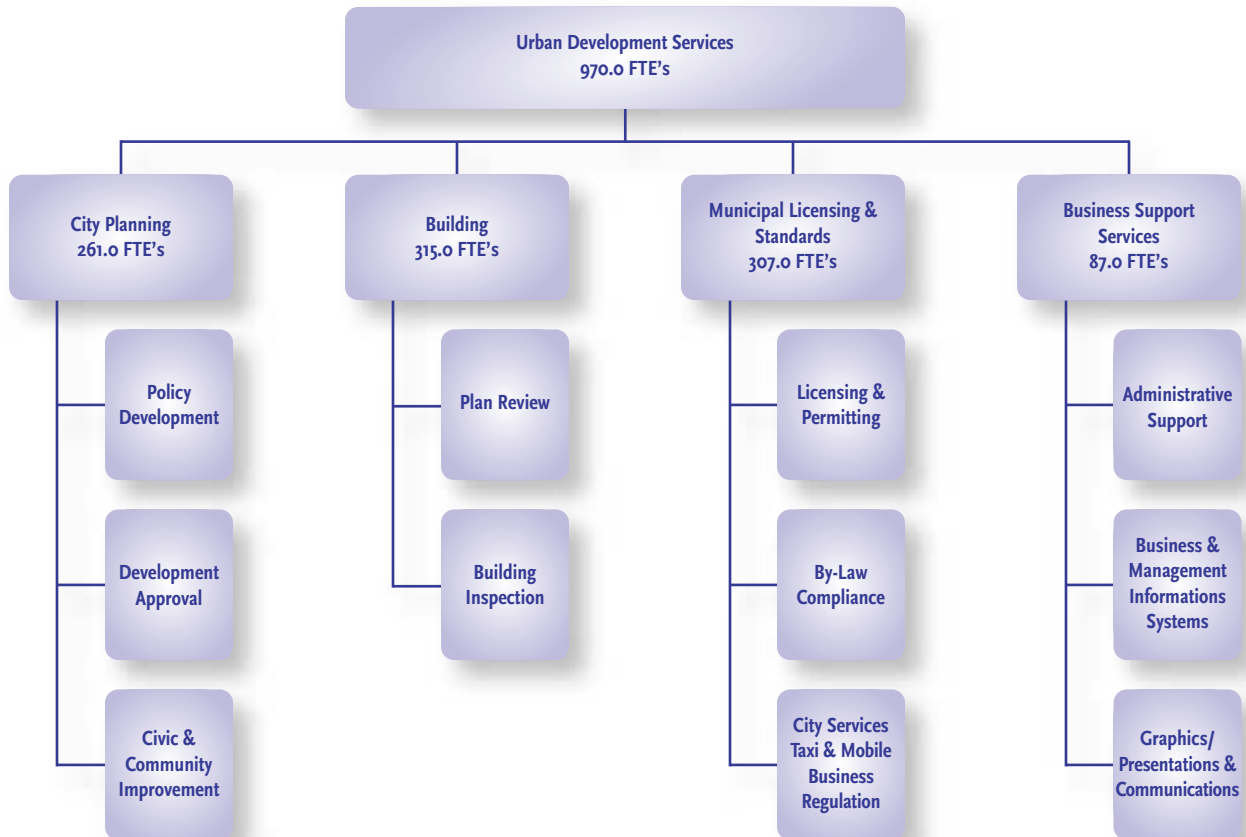 Urban Development Services
970.0 FTE's
City Planning
261.0 FTE's
Building
315.0 FTE's
Municipal Licensing &
Standards
307.0 FTE's
Business Support
Services
87.0 FTE's
Policy
Development
Plan Review
Licensing &
Permitting
Administrative
Support
Development
Approval
Building
Inspection
By-Law
Compliance
Business &
Management
Informations
Systems
Civic &
Community
Improvement
City Services
Taxi & Mobile
Business
Regulation
Graphics/
Presentations &
Communications